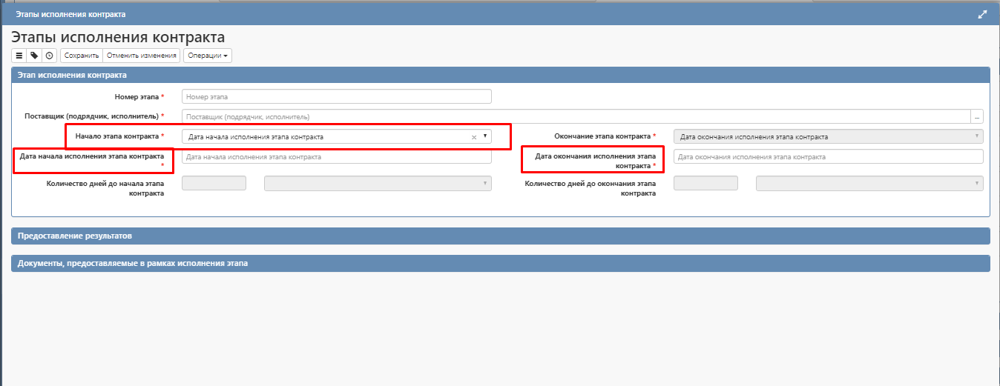 Этапы исполнения контракта
Этапы исполнения контракта
Сохранить Отменить изменения Операции
Этап исполнения контракта
Номер этапа * Номер этапа
Поставщик (подрядчик, исполнитель) * Поставщик (подрядчик, исполнитель) ...
Начало этапа контракта * Дата начала исполнения этапа контракта × Окончание этапа контракта * Дата окончания исполнения этапа контракта
Дата начала исполнения этапа контракта Дата начала исполнения этапа контракта Дата окончания исполнения этапа Дата окончания исполнения этапа контракта
* контракта *
Количество дней до начала этапа Количество дней до окончания этапа
контракта контракта
Предоставление результатов
Документы, предоставляемые в рамках исполнения этапа